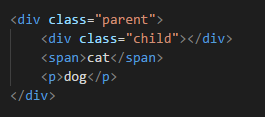 <div class="parent">
    <div class="child"></div>
    <span>cat</span>
    <p>dog</p>
</div>